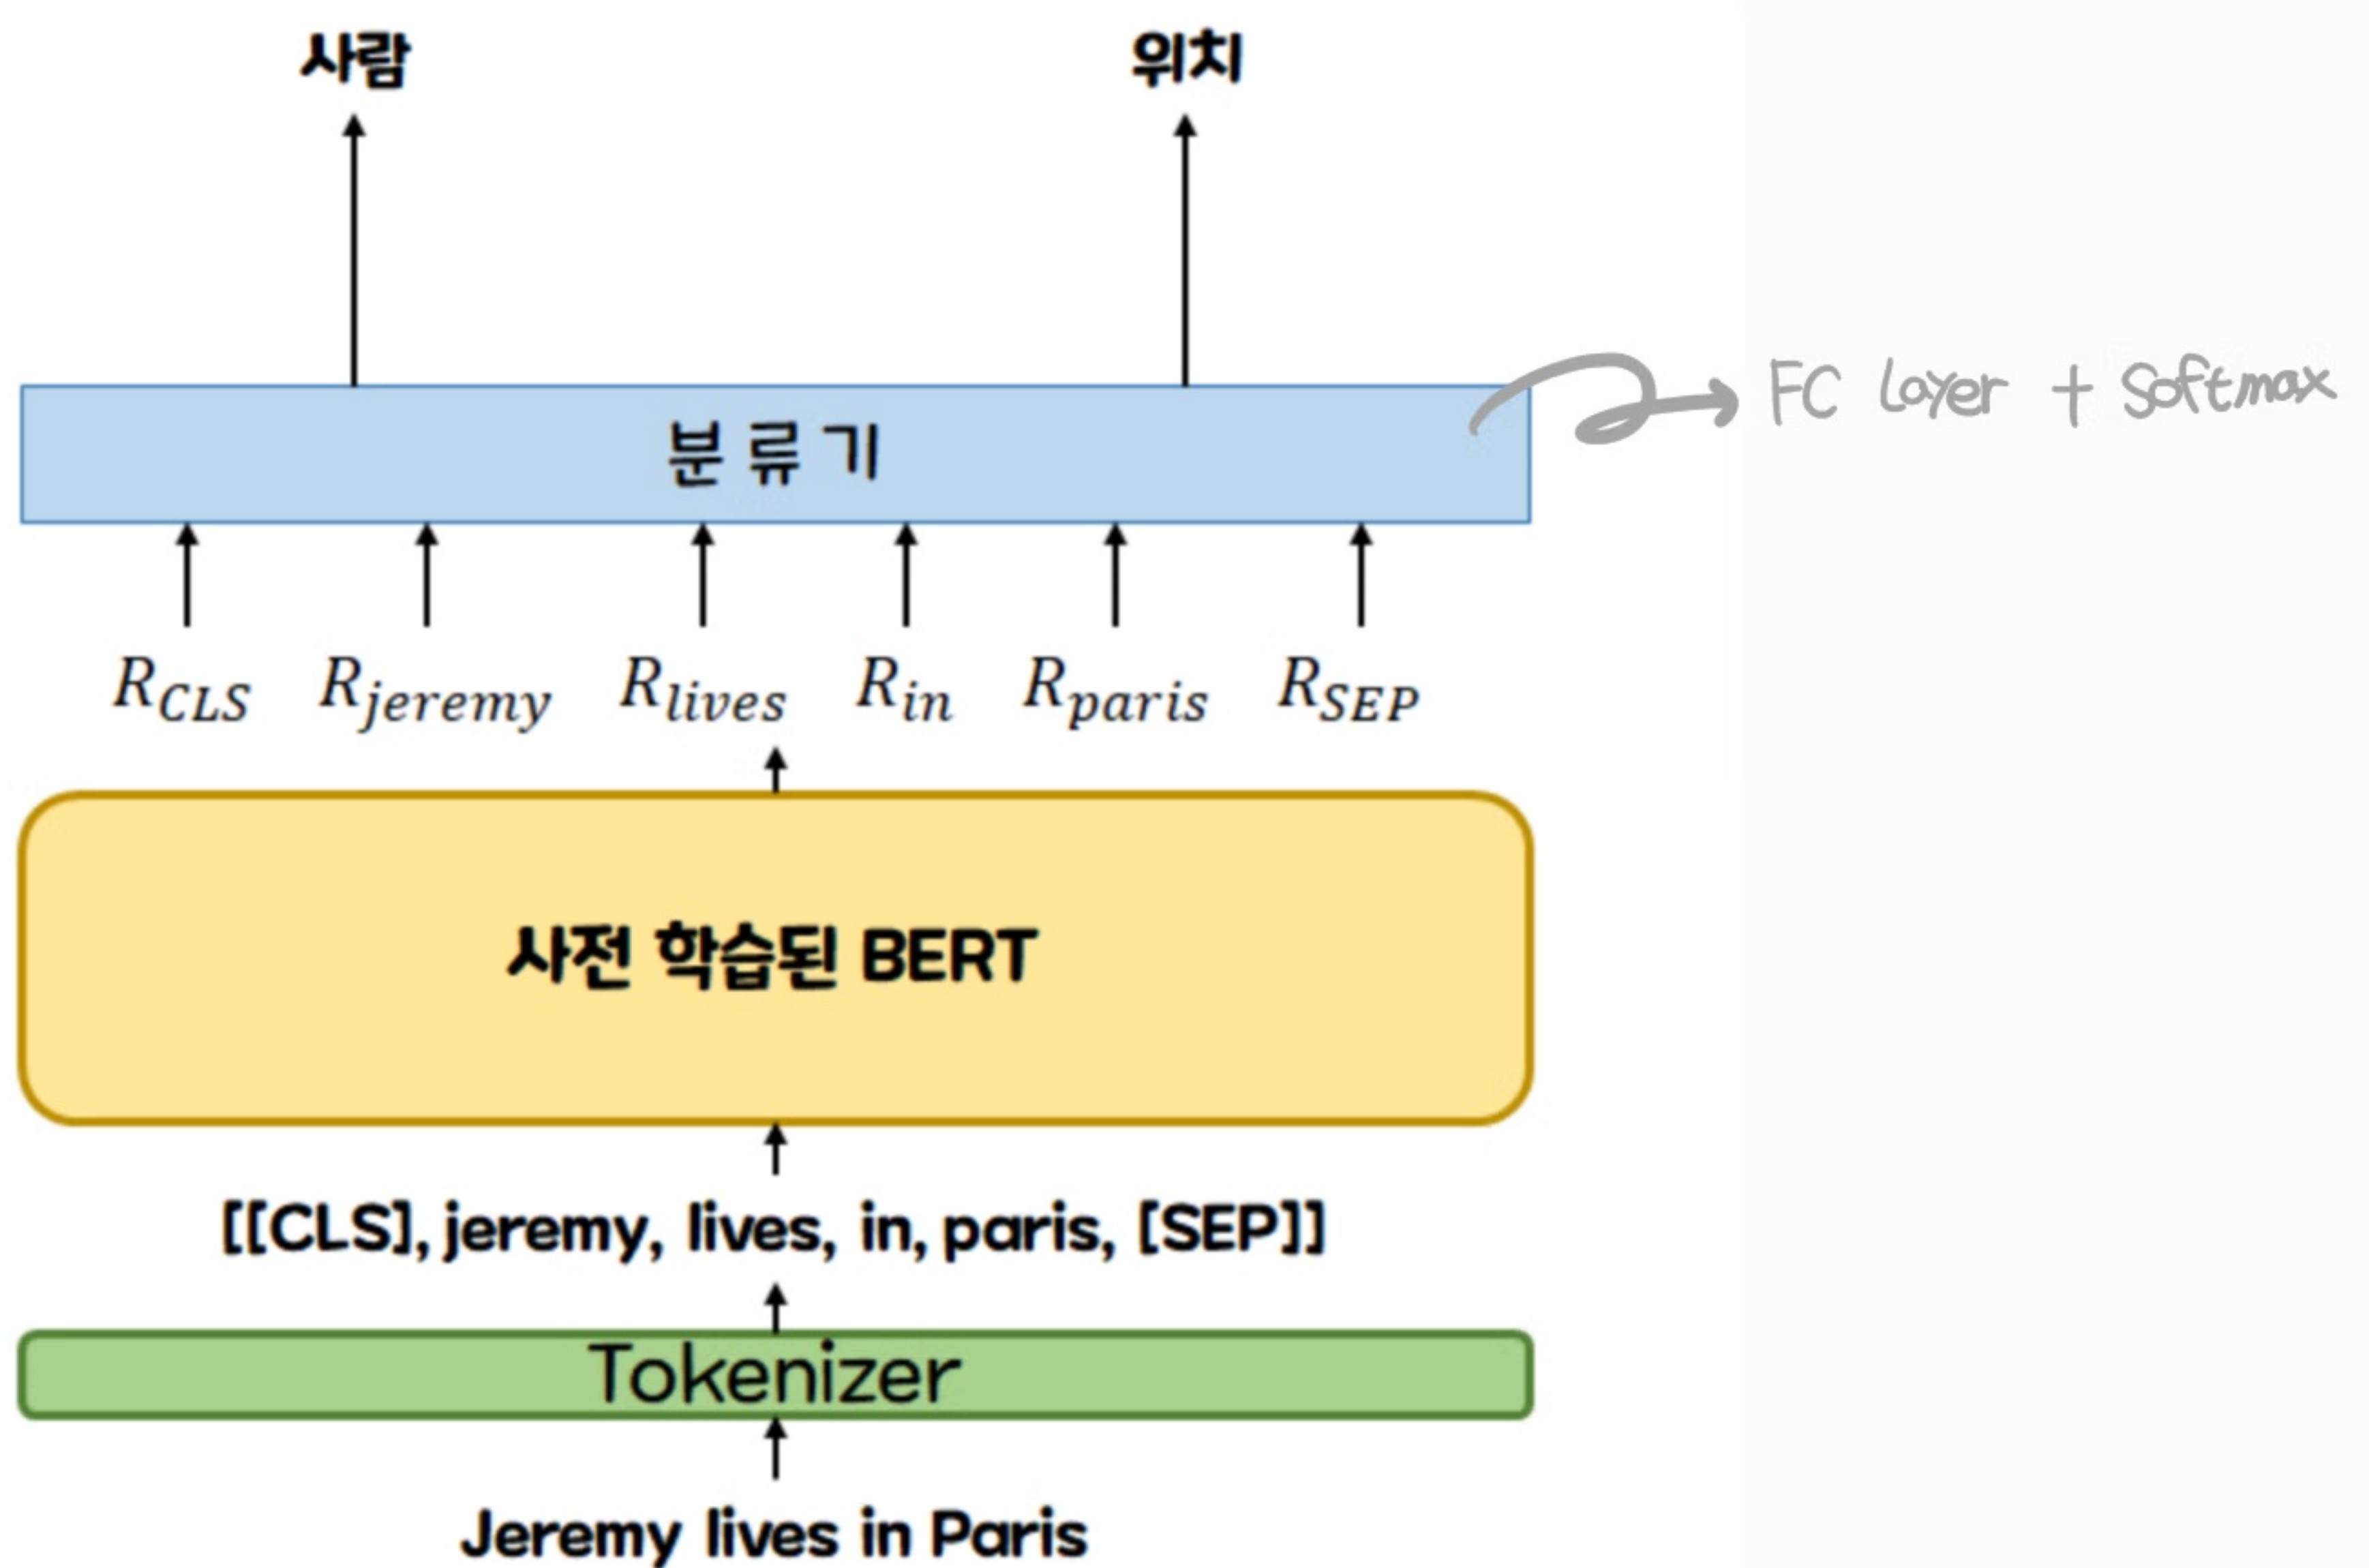 사람 위치
분 류 기
FC Layer + Softmax
R_CLS R_jeremy R_lives R_in R_paris R_SEP
사전 학습된 BERT
[[CLS], jeremy, lives, in, paris, [SEP]]
Tokenizer
Jeremy lives in Paris